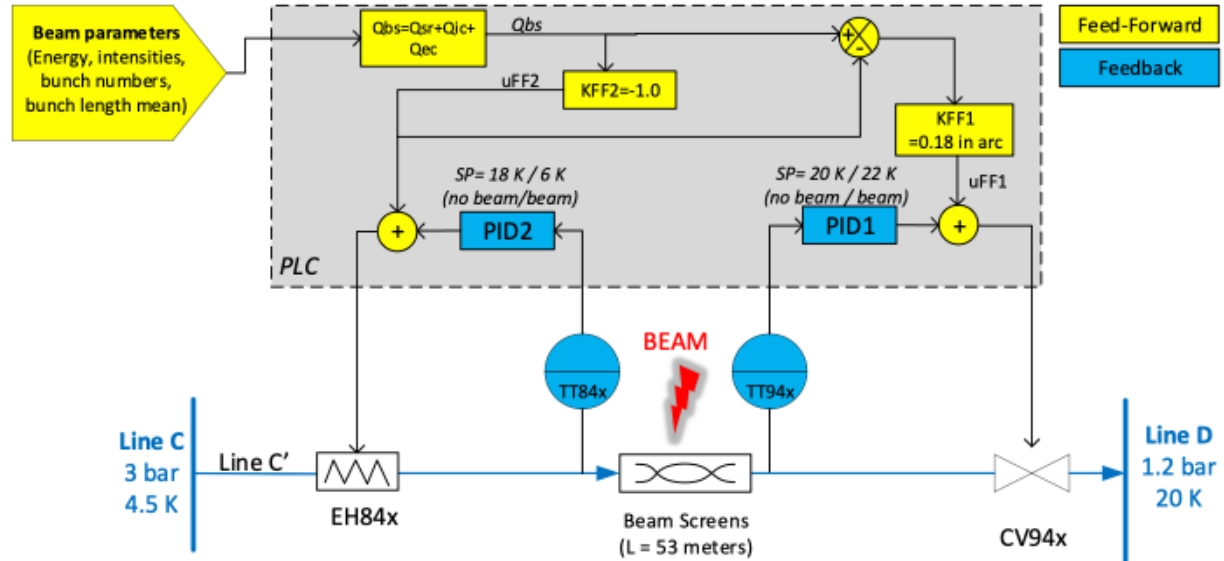 Beam parameters
(Energy, intensities,
bunch numbers,
bunch length mean)
Qbs=Qsr+Qic+
Qec
Qbs
+
-
Feed-Forward
Feedback
uFF2
KFF2=-1.0
KFF1
=0.18 in arc
uFF1
SP= 18 K / 6 K
(no beam/beam)
SP= 20 K / 22 K
(no beam / beam)
+
PID2
PID1
+
PLC
BEAM
TT84x
TT94x
Line C
3 bar
4.5 K
Line C'
EH84x
Beam Screens
(L = 53 meters)
CV94x
Line D
1.2 bar
20 K